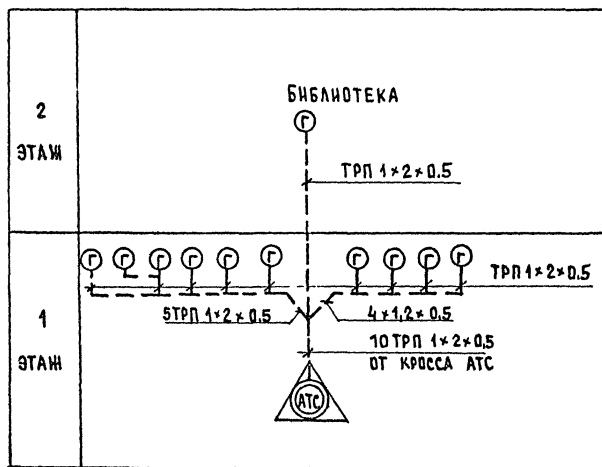 2
ЭТАЖ
БИБЛИОТЕКА
Г
ТРП 1×2×0.5
Г Г Г Г Г Г Г Г Г Г
ТРП 1×2×0.5
5ТРП 1×2×0.5
4×1,2×0.5
1
ЭТАЖ
10 ТРП 1×2×0,5
ОТ КРОССА АТС
АТС